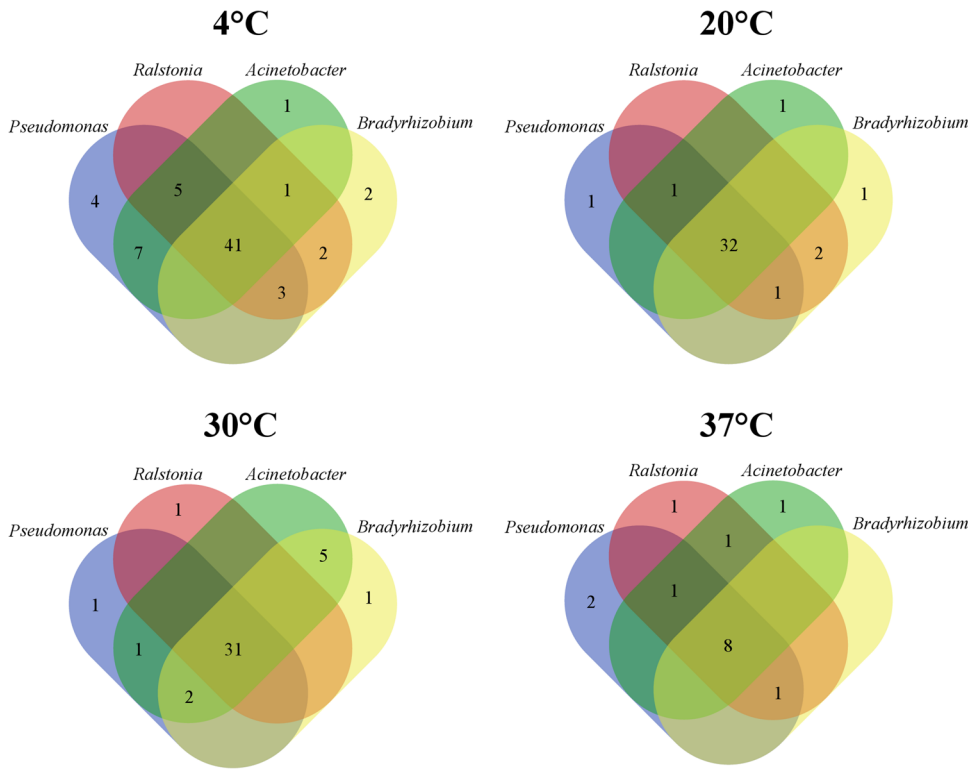 4°C
Ralstonia Acinetobacter
Pseudomonas Bradyrhizobium
1
4 5 1 2
7 41 2
3
20°C
Ralstonia Acinetobacter
Pseudomonas Bradyrhizobium
1
1 1 1
32 2
1
30°C
Ralstonia Acinetobacter
Pseudomonas Bradyrhizobium
1
5
1 1
1 31
2
37°C
Ralstonia Acinetobacter
Pseudomonas Bradyrhizobium
1 1
1
2 1
8
1